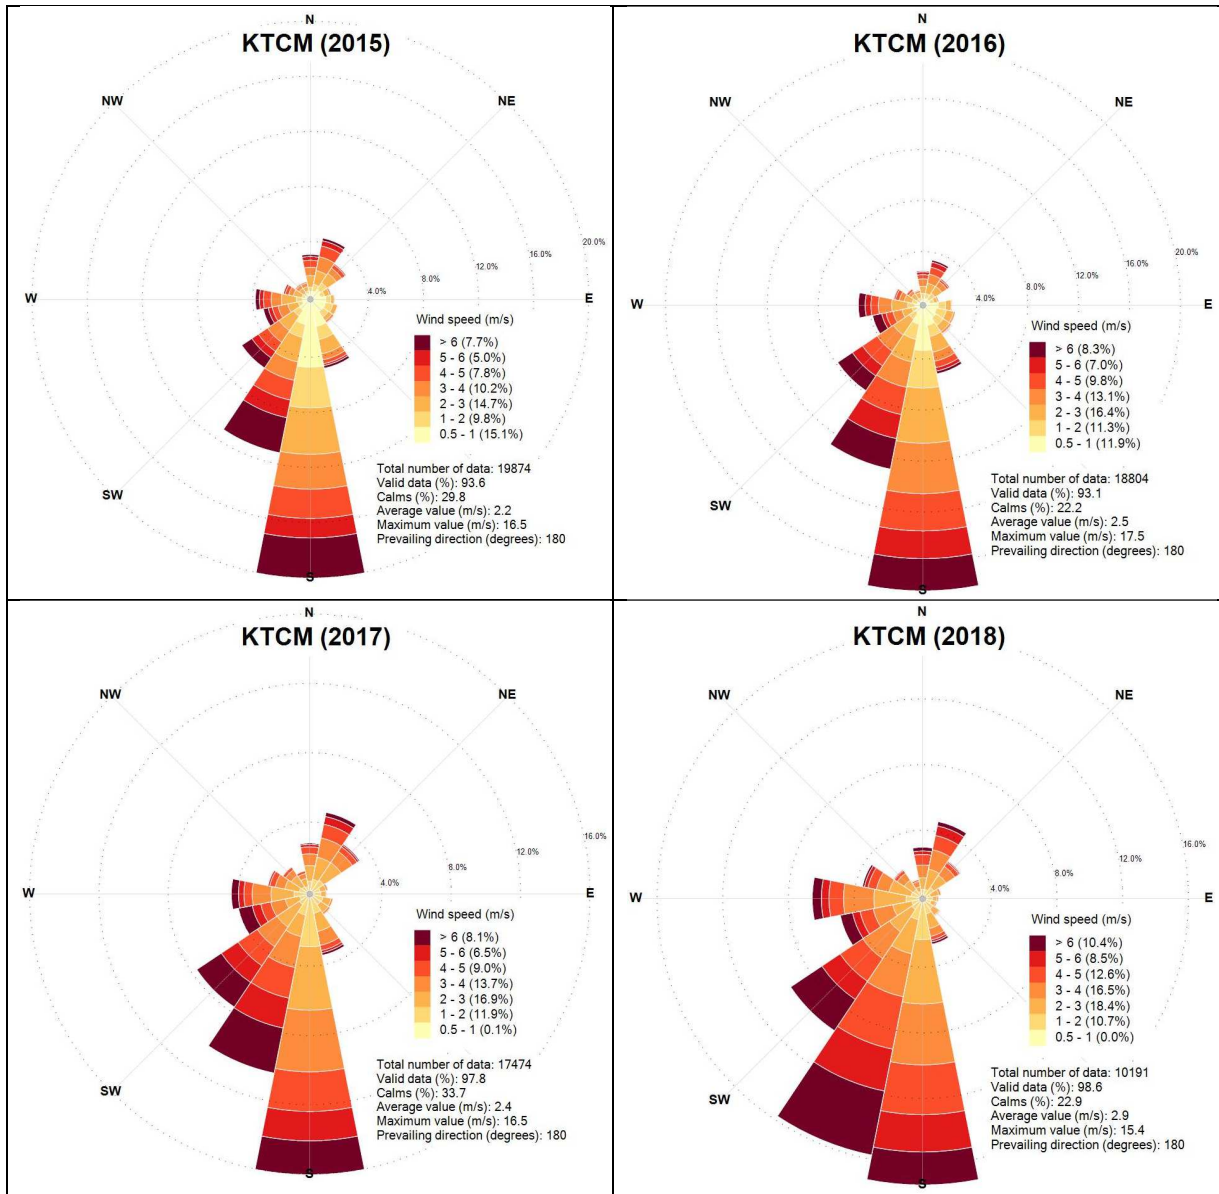 N
KTCM (2015)
NW
NE
20.0%
16.0%
12.0%
8.0%
4.0%
W
E
Wind speed (m/s)
> 6 (7.7%)
5 - 6 (5.0%)
4 - 5 (7.8%)
3 - 4 (10.2%)
2 - 3 (14.7%)
1 - 2 (9.8%)
0.5 - 1 (15.1%)
Total number of data: 19874
Valid data (%): 93.6
Calms (%): 29.8
Average value (m/s): 2.2
Maximum value (m/s): 16.5
Prevailing direction (degrees): 180
SW
S
N
KTCM (2016)
NW
NE
20.0%
16.0%
12.0%
8.0%
4.0%
W
E
Wind speed (m/s)
> 6 (8.3%)
5 - 6 (7.0%)
4 - 5 (9.8%)
3 - 4 (13.1%)
2 - 3 (16.4%)
1 - 2 (11.3%)
0.5 - 1 (11.9%)
Total number of data: 18804
Valid data (%): 93.1
Calms (%): 22.2
Average value (m/s): 2.5
Maximum value (m/s): 17.5
Prevailing direction (degrees): 180
SW
S
N
KTCM (2017)
NW
NE
16.0%
12.0%
8.0%
4.0%
W
E
Wind speed (m/s)
> 6 (8.1%)
5 - 6 (6.5%)
4 - 5 (9.0%)
3 - 4 (13.7%)
2 - 3 (16.9%)
1 - 2 (11.9%)
0.5 - 1 (0.1%)
Total number of data: 17474
Valid data (%): 97.8
Calms (%): 33.7
Average value (m/s): 2.4
Maximum value (m/s): 16.5
Prevailing direction (degrees): 180
SW
S
N
KTCM (2018)
NW
NE
16.0%
12.0%
8.0%
4.0%
W
E
Wind speed (m/s)
> 6 (10.4%)
5 - 6 (8.5%)
4 - 5 (12.6%)
3 - 4 (16.5%)
2 - 3 (18.4%)
1 - 2 (10.7%)
0.5 - 1 (0.0%)
Total number of data: 10191
Valid data (%): 98.6
Calms (%): 22.9
Average value (m/s): 2.9
Maximum value (m/s): 15.4
Prevailing direction (degrees): 180
SW
S